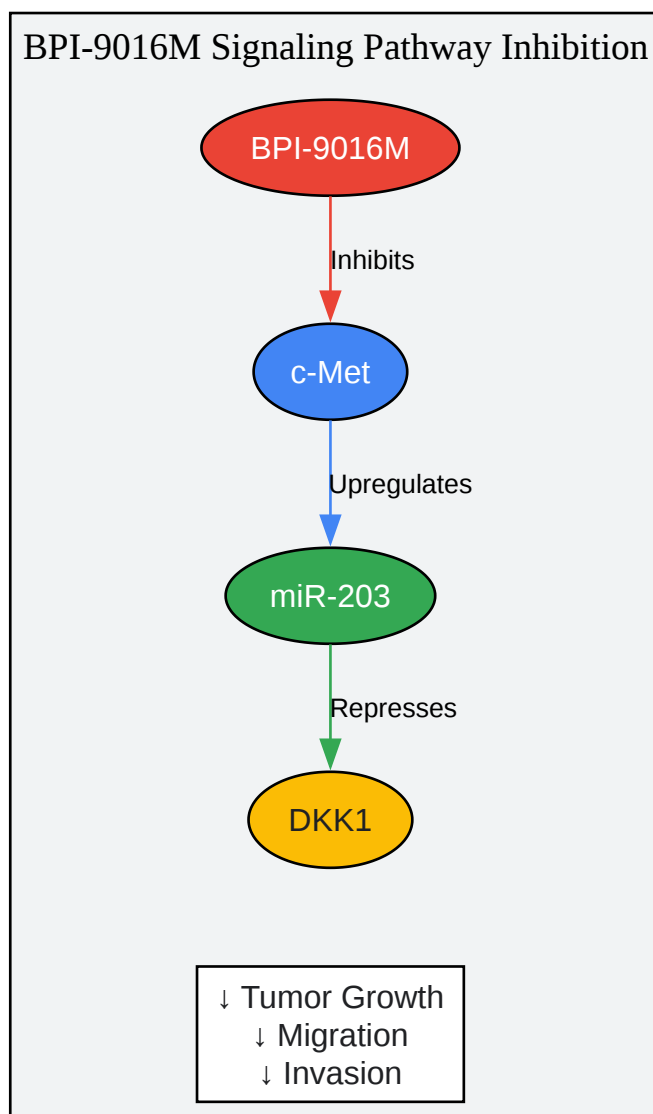 BPI-9016M Signaling Pathway Inhibition
BPI-9016M
Inhibits
c-Met
Upregulates
miR-203
Represses
DKK1
↓ Tumor Growth
↓ Migration
↓ Invasion